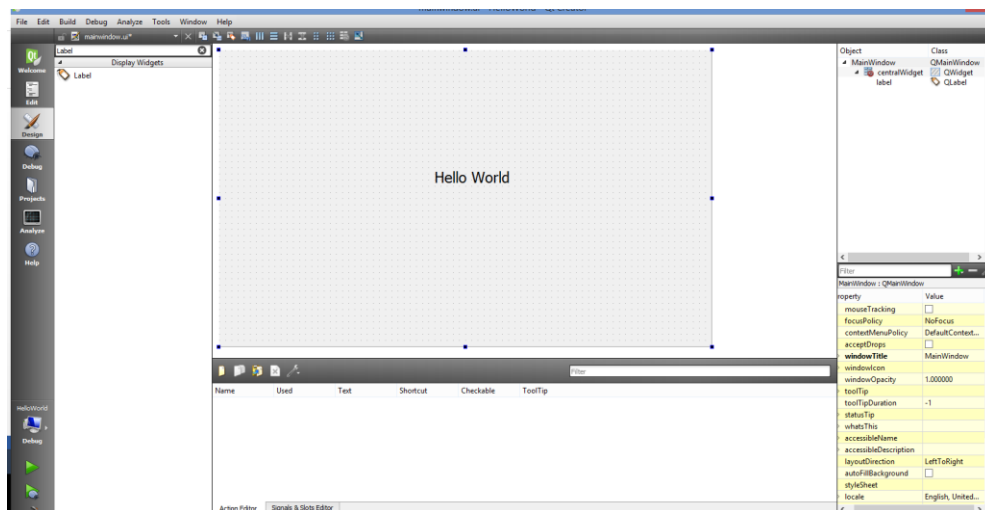 File Edit Build Debug Analyze Tools Window Help
mainwindow.ui*
Welcome
Edit
Design
Debug
Projects
Analyze
Help
HelloWorld
Debug
Label
Display Widgets
Label
Hello World
Filter
Name Used Text Shortcut Checkable ToolTip
Action Editor Signals & Slots Editor
Object Class
MainWindow QMainWindow
centralWidget QWidget
label QLabel
Filter
MainWindow : QMainWindow
roperty Value
mouseTracking
focusPolicy NoFocus
contextMenuPolicy DefaultContext...
acceptDrops
windowTitle MainWindow
windowIcon
windowOpacity 1.000000
toolTip
toolTipDuration -1
statusTip
whatsThis
accessibleName
accessibleDescription
layoutDirection LeftToRight
autoFillBackground
styleSheet
locale English, United...